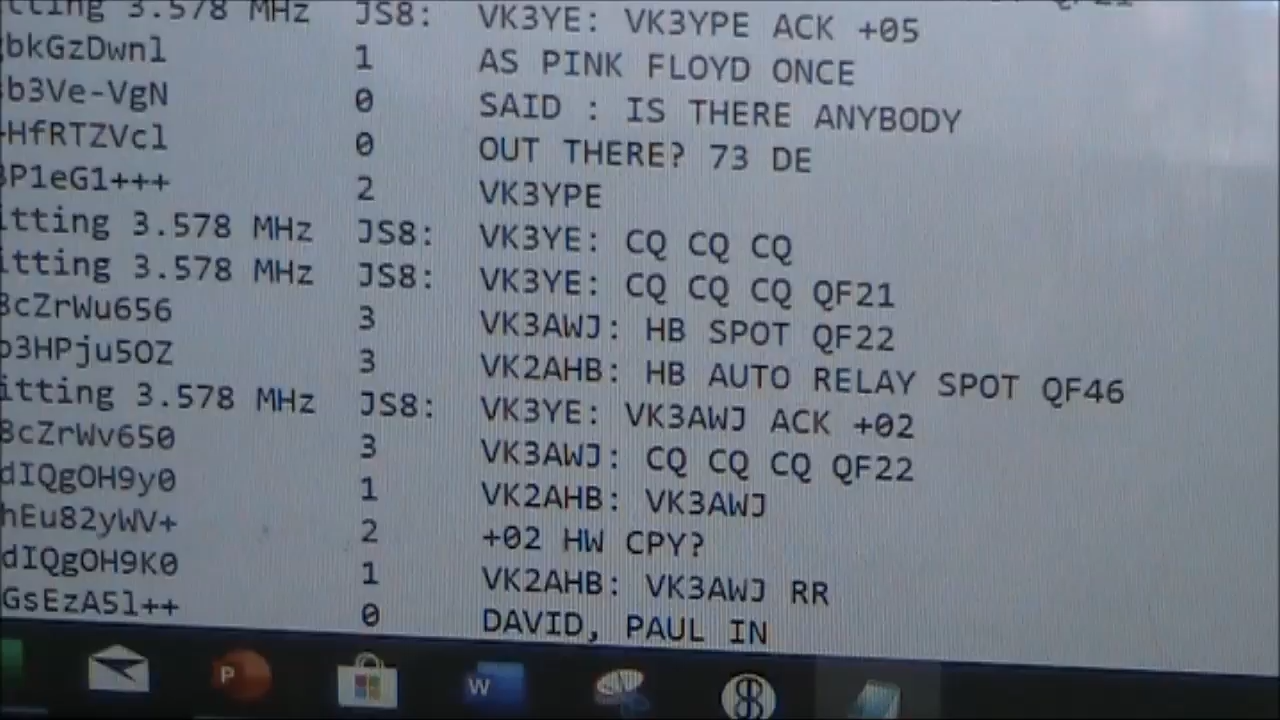 itting 3.578 MHz JS8: VK3YE: VK3YPE ACK +05
bkGzDwnl 1 AS PINK FLOYD ONCE
b3Ve-VgN 0 SAID : IS THERE ANYBODY
HfRTZVcl 0 OUT THERE? 73 DE
P1eG1+++ 2 VK3YPE
itting 3.578 MHz JS8: VK3YE: CQ CQ CQ
itting 3.578 MHz JS8: VK3YE: CQ CQ CQ QF21
8cZrWu656 3 VK3AWJ: HB SPOT QF22
b3HPju5OZ 3 VK2AHB: HB AUTO RELAY SPOT QF46
itting 3.578 MHz JS8: VK3YE: VK3AWJ ACK +02
8cZrWv650 3 VK3AWJ: CQ CQ CQ QF22
dIQgOH9y0 1 VK2AHB: VK3AWJ
hEu82yWV+ 2 +02 HW CPY?
dIQgOH9K0 1 VK2AHB: VK3AWJ RR
GsEzA5l++ 0 DAVID, PAUL IN
P W 8